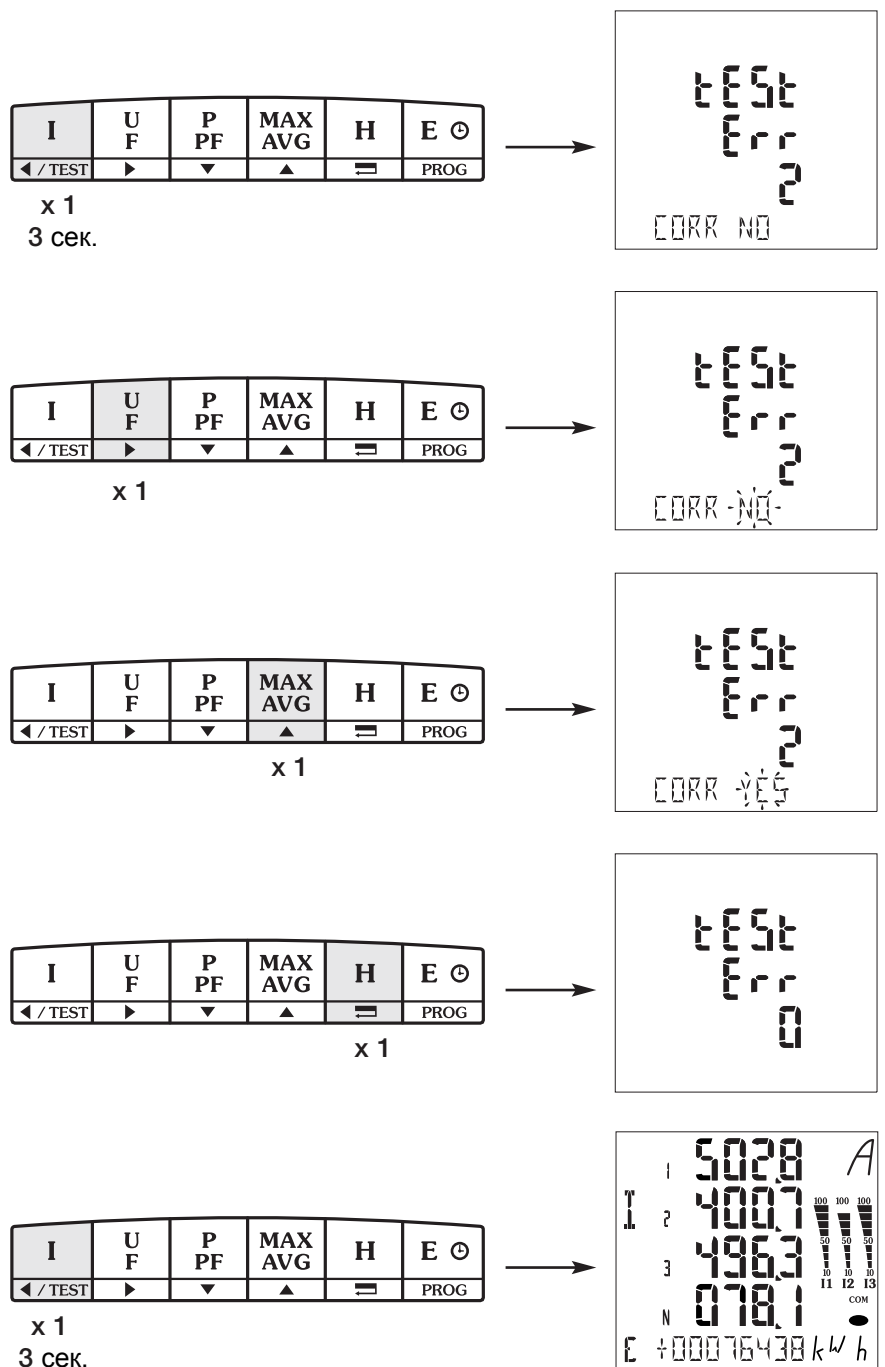 I U F P PF MAX AVG H E
◀ / TEST ▶ ▼ ▲ PROG
x 1
3 сек.
tESt
Err
2
CORR NO
I U F P PF MAX AVG H E
◀ / TEST ▶ ▼ ▲ PROG
x 1
tESt
Err
2
CORR NO
I U F P PF MAX AVG H E
◀ / TEST ▶ ▼ ▲ PROG
x 1
tESt
Err
2
CORR YES
I U F P PF MAX AVG H E
◀ / TEST ▶ ▼ ▲ PROG
x 1
tESt
Err
0
I U F P PF MAX AVG H E
◀ / TEST ▶ ▼ ▲ PROG
x 1
3 сек.
1 502.8 A
I 2 400.7
3 496.3
N 078.1
100 100 100
50 50 50
10 10 10
I1 I2 I3
COM
E +00076438 kWh